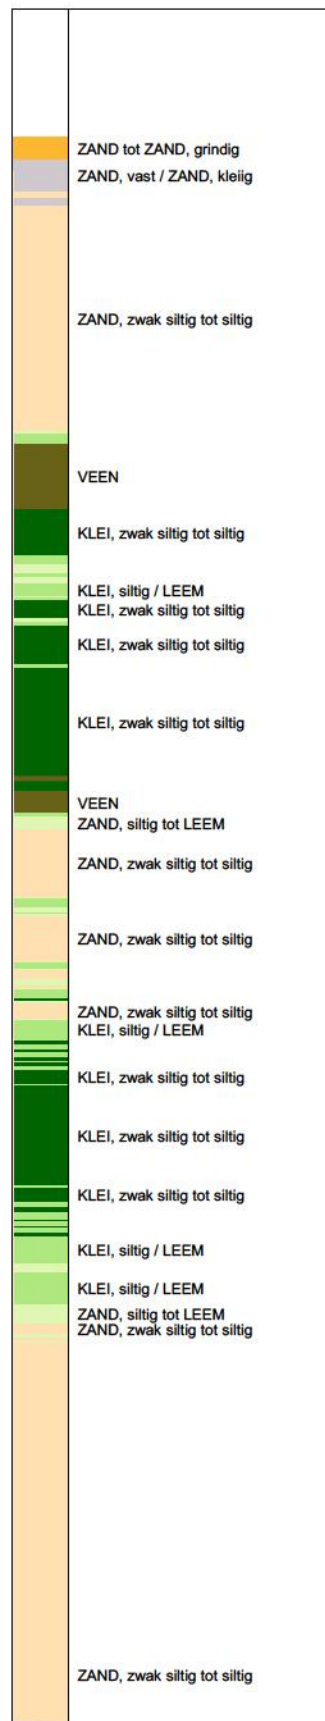 ZAND tot ZAND, grindig
ZAND, vast / ZAND, kleiig
ZAND, zwak siltig tot siltig
VEEN
KLEI, zwak siltig tot siltig
KLEI, siltig / LEEM
KLEI, zwak siltig tot siltig
KLEI, zwak siltig tot siltig
KLEI, zwak siltig tot siltig
VEEN
ZAND, siltig tot LEEM
ZAND, zwak siltig tot siltig
ZAND, zwak siltig tot siltig
ZAND, zwak siltig tot siltig
KLEI, siltig / LEEM
KLEI, zwak siltig tot siltig
KLEI, zwak siltig tot siltig
KLEI, zwak siltig tot siltig
KLEI, siltig / LEEM
KLEI, siltig / LEEM
ZAND, siltig tot LEEM
ZAND, zwak siltig tot siltig
ZAND, zwak siltig tot siltig